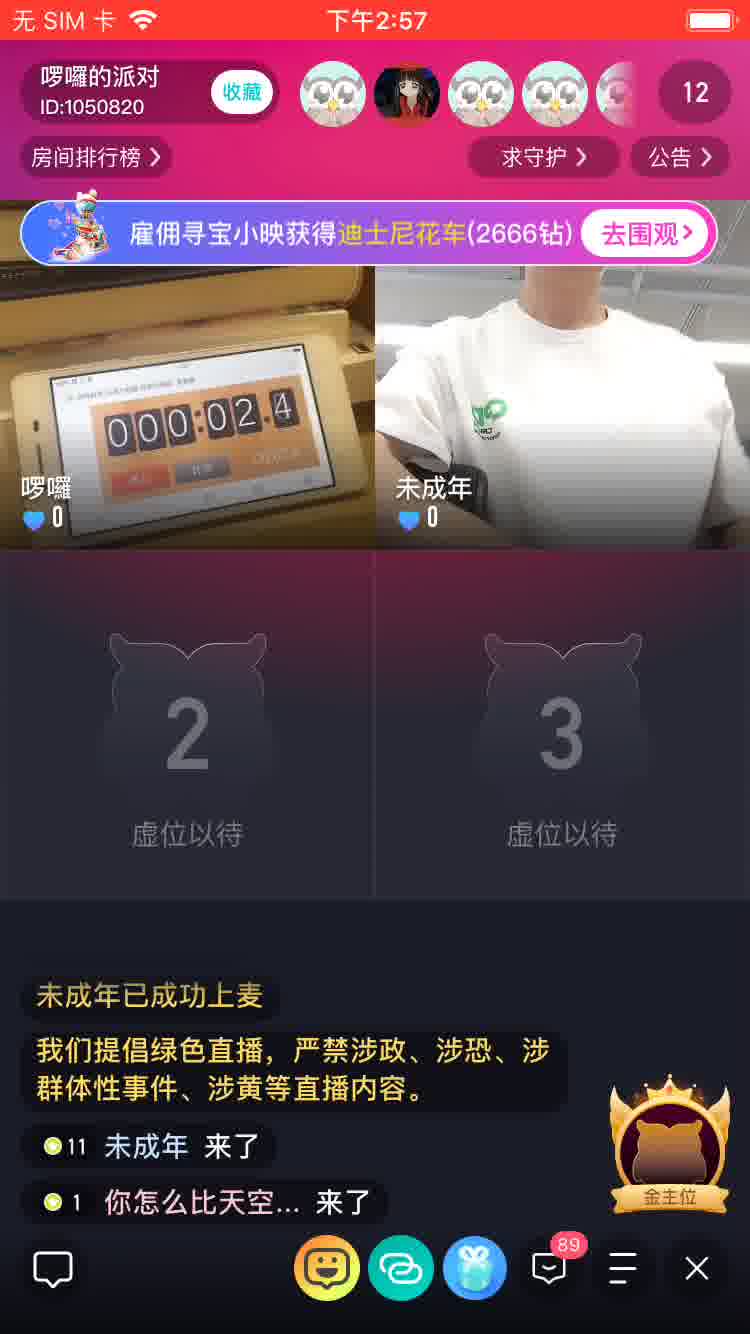 无 SIM 卡
下午2:57
啰囉的派对
ID:1050820
收藏
12
房间排行榜
求守护
公告
雇佣寻宝小映获得迪士尼花车(2666钻)
去围观
000:02.4
啰囉
0
未成年
0
2
3
虚位以待
虚位以待
未成年已成功上麦
我们提倡绿色直播，严禁涉政、涉恐、涉
群体性事件、涉黄等直播内容。
11 未成年 来了
1 你怎么比天空... 来了
金主位
89